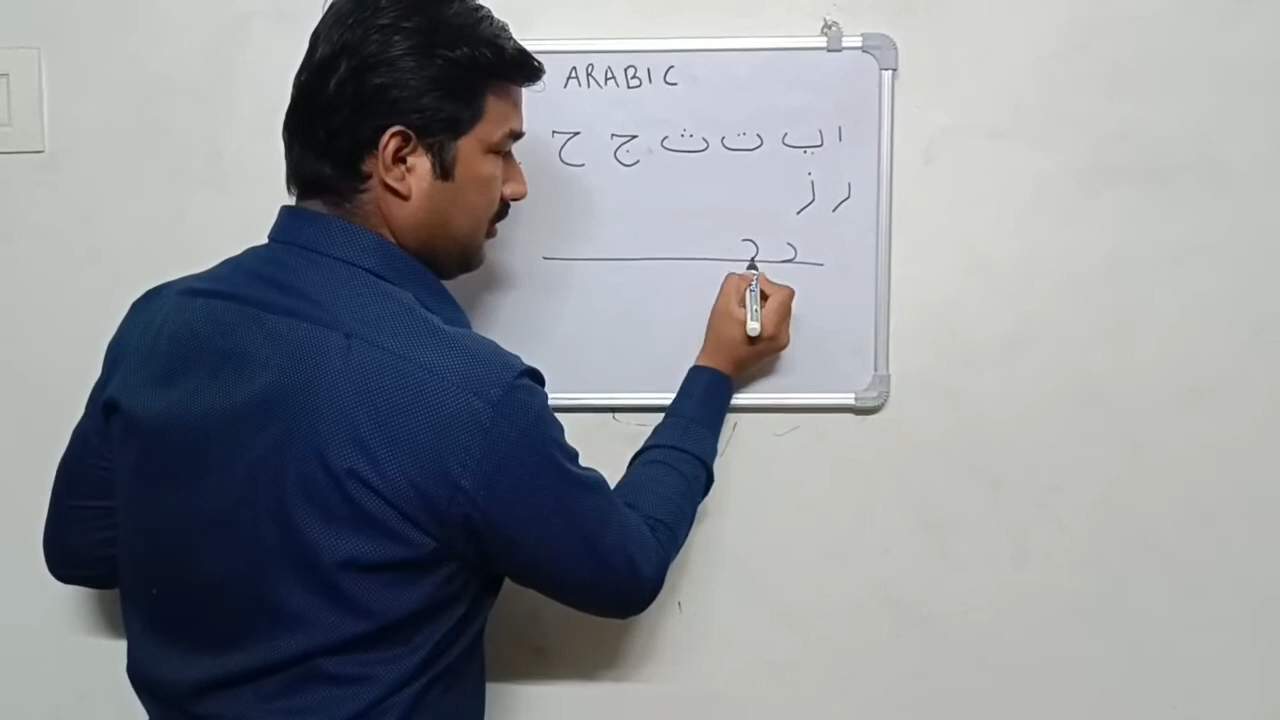 ARABIC
ا ب ت ث ج ح
ر ز
د د